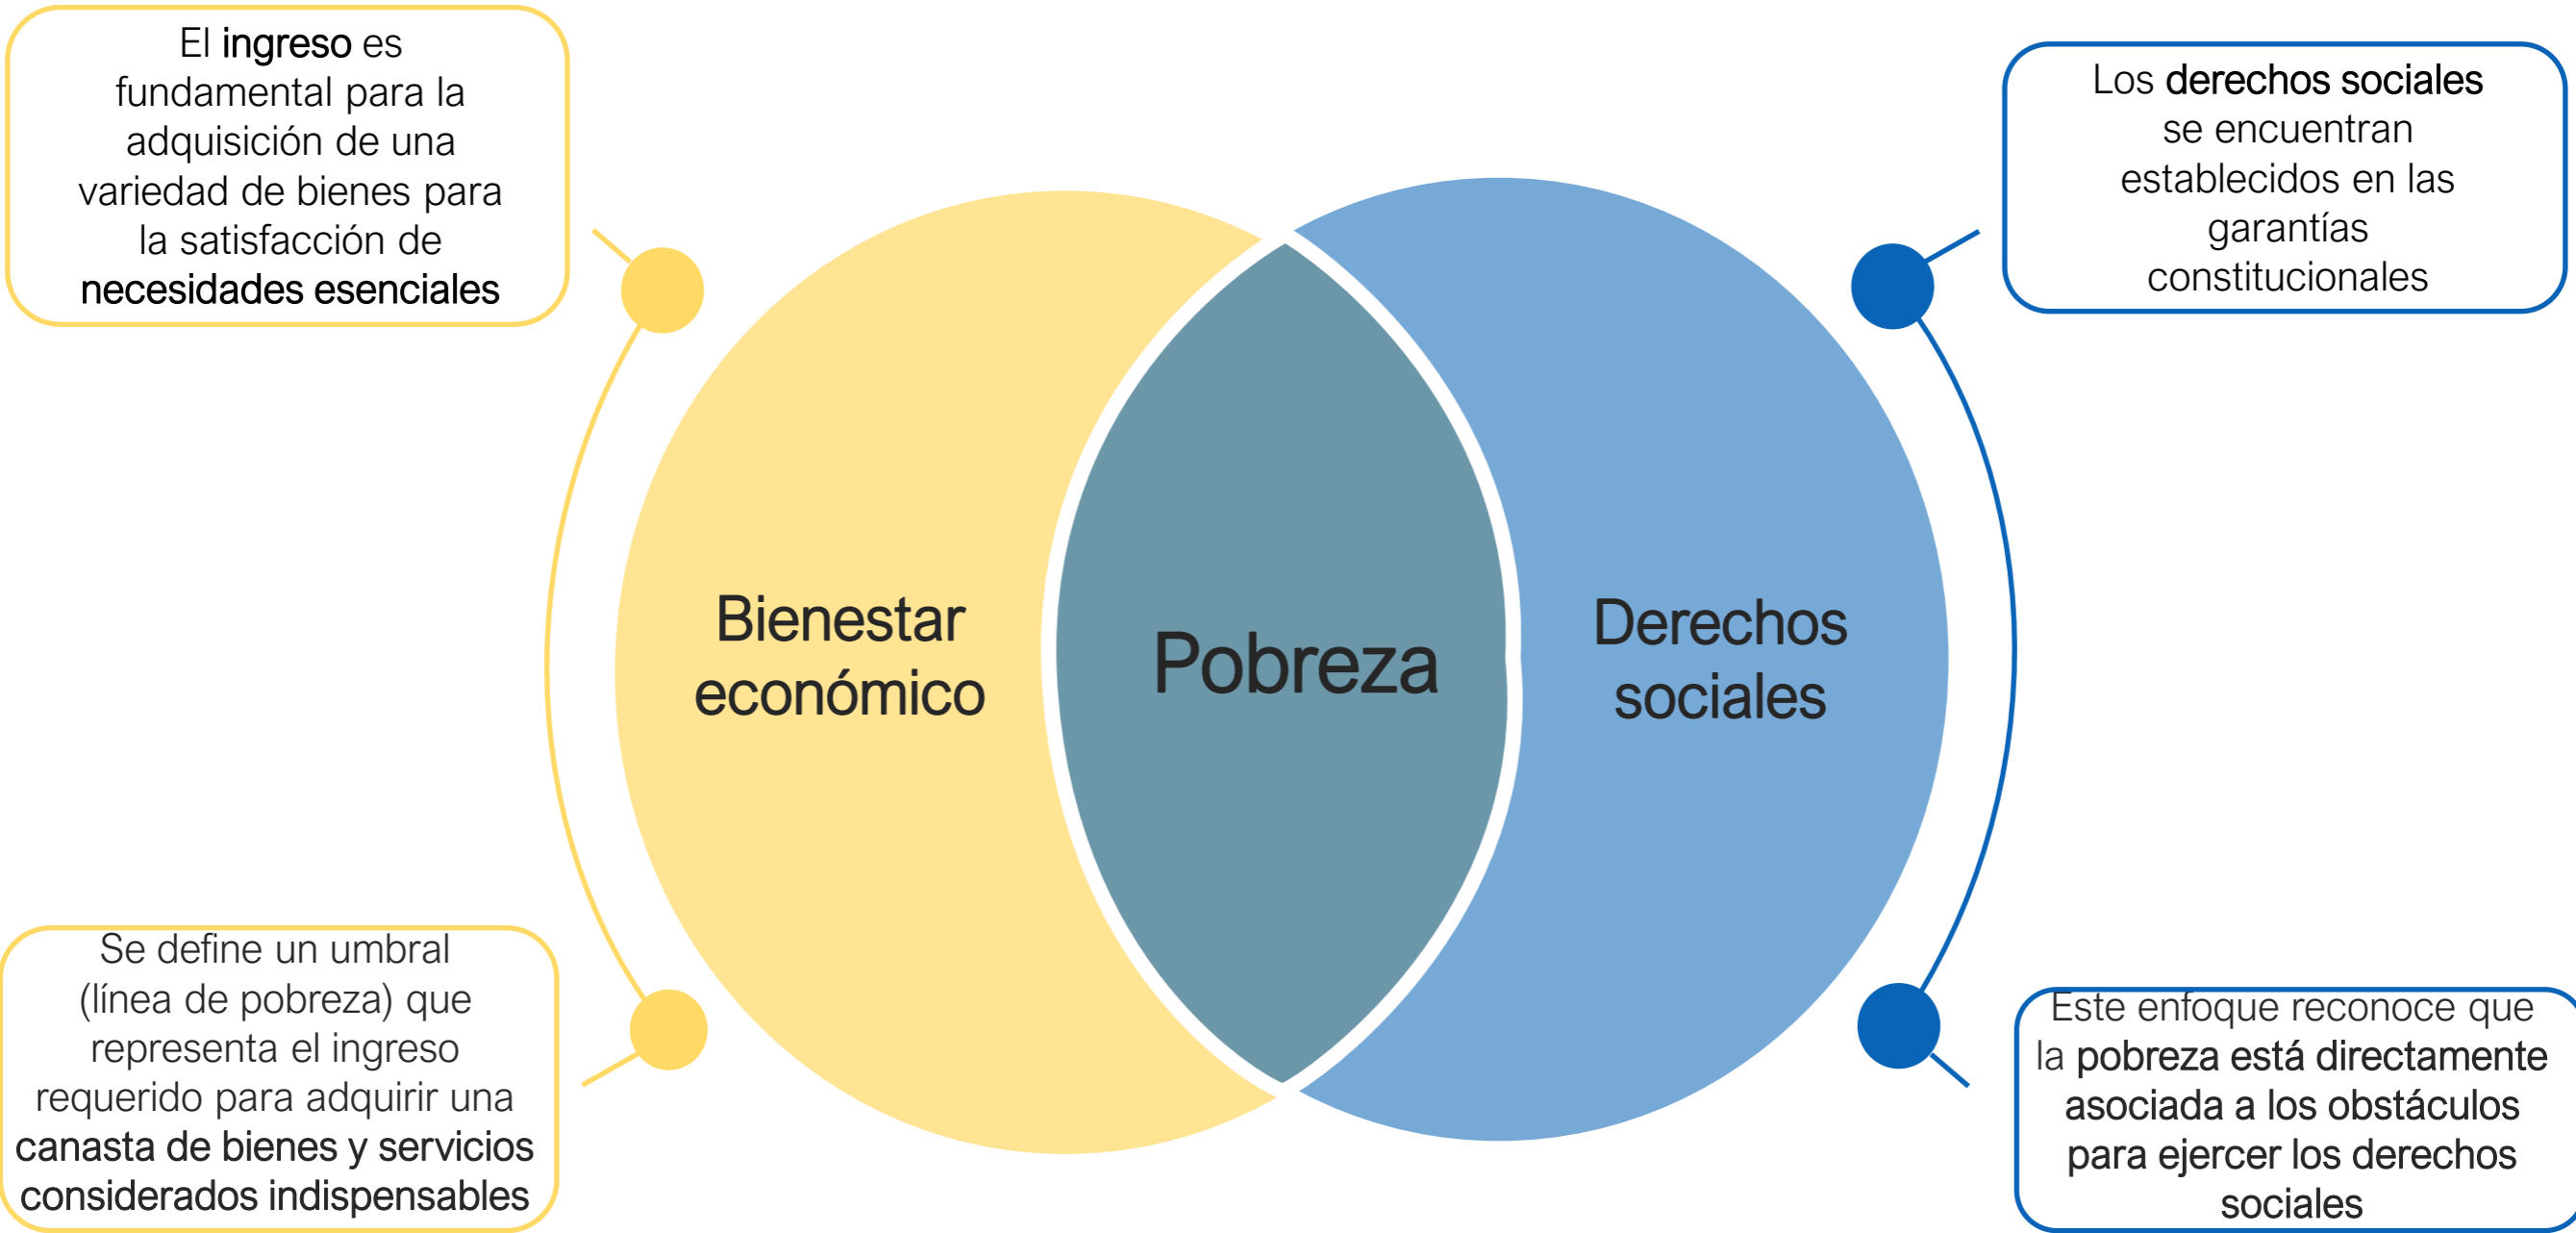 El ingreso es
fundamental para la
adquisición de una
variedad de bienes para
la satisfacción de
necesidades esenciales
Se define un umbral
(línea de pobreza) que
representa el ingreso
requerido para adquirir una
canasta de bienes y servicios
considerados indispensables
Bienestar
económico
Pobreza
Derechos
sociales
Los derechos sociales
se encuentran
establecidos en las
garantías
constitucionales
Este enfoque reconoce que
la pobreza está directamente
asociada a los obstáculos
para ejercer los derechos
sociales